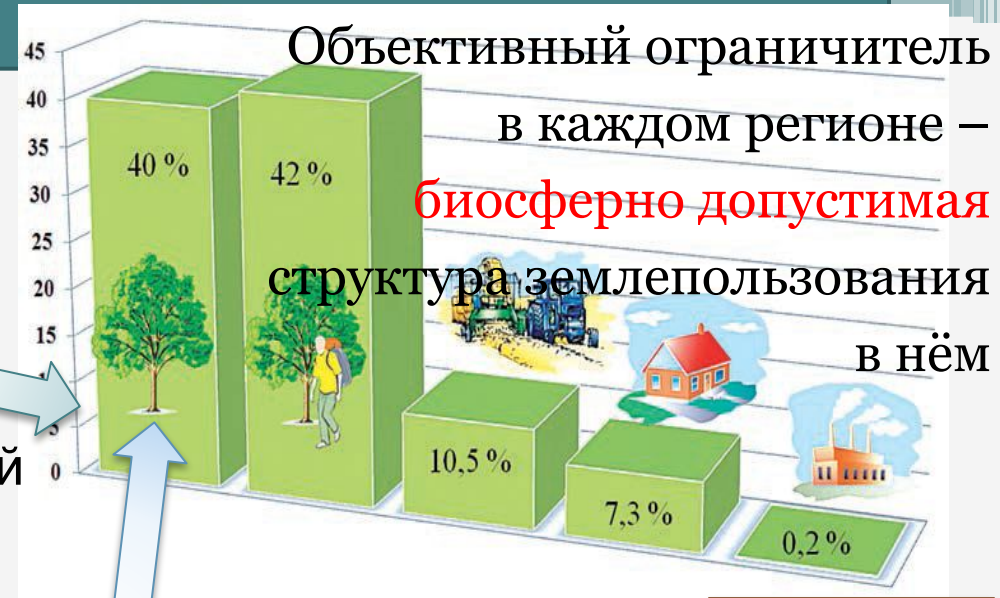 Объективный ограничитель
в каждом регионе –
биосферно допустимая
структура землепользования
в нём
45
40
35
30
25
20
15
5
0
й
40 %
42 %
10,5 %
7,3 %
0,2 %